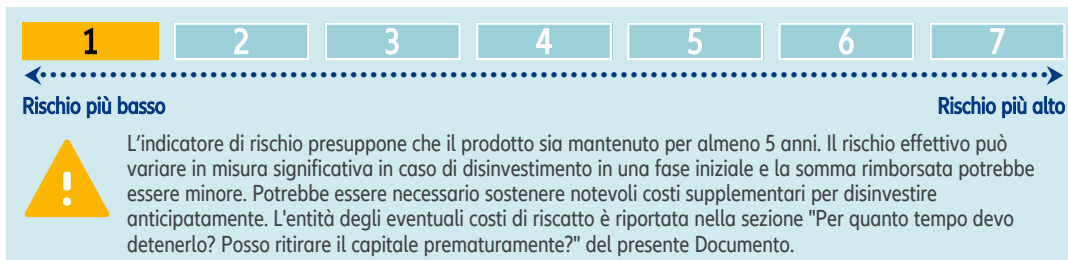 1 2 3 4 5 6 7
Rischio più basso Rischio più alto
L'indicatore di rischio presuppone che il prodotto sia mantenuto per almeno 5 anni. Il rischio effettivo può
variare in misura significativa in caso di disinvestimento in una fase iniziale e la somma rimborsata potrebbe
essere minore. Potrebbe essere necessario sostenere notevoli costi supplementari per disinvestire
anticipatamente. L'entità degli eventuali costi di riscatto è riportata nella sezione "Per quanto tempo devo
detenerlo? Posso ritirare il capitale prematuramente?" del presente Documento.